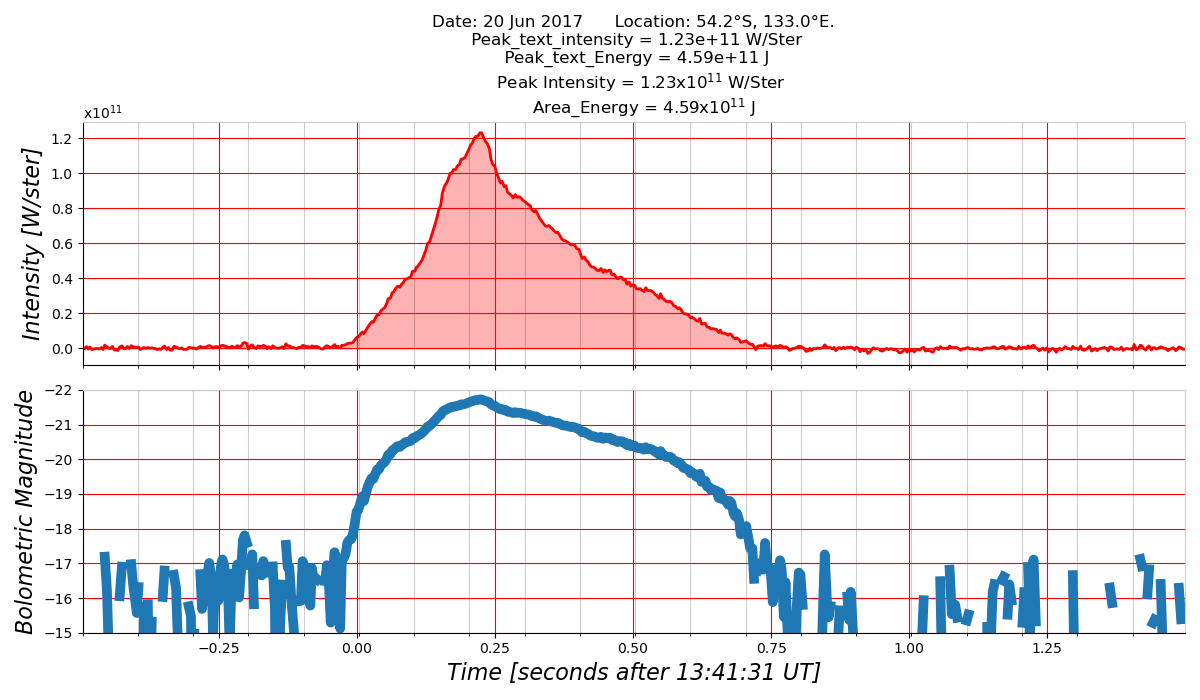 Date: 20 Jun 2017 Location: 54.2°S, 133.0°E.
Peak_text_intensity = 1.23e+11 W/Ster
Peak_text_Energy = 4.59e+11 J
Peak Intensity = 1.23x10¹¹ W/Ster
Area_Energy = 4.59x10¹¹ J
x10¹¹
1.2
1.0
0.8
0.6
0.4
0.2
0.0
Intensity [W/ster]
−22
−21
−20
−19
−18
−17
−16
−15
Bolometric Magnitude
−0.25 0.00 0.25 0.50 0.75 1.00 1.25
Time [seconds after 13:41:31 UT]